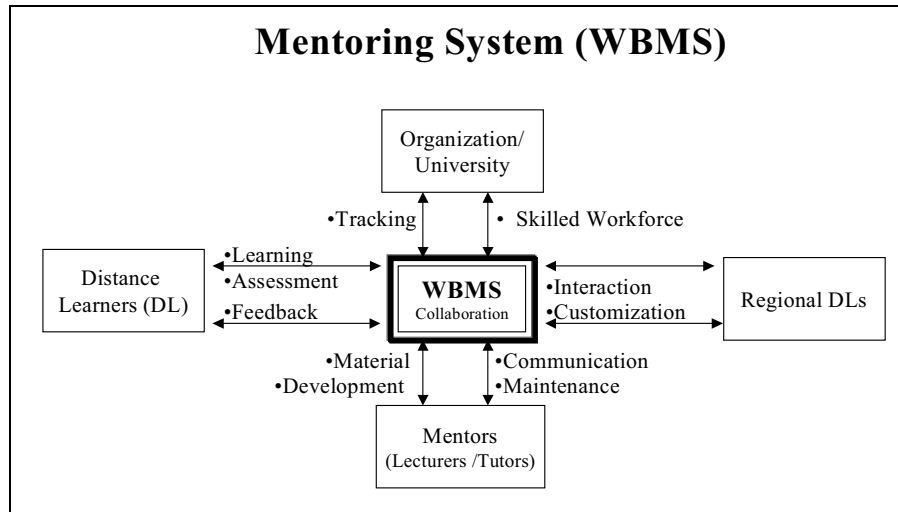 Mentoring System (WBMS)
Organization/
University
•Tracking
• Skilled Workforce
•Learning
•Assessment
•Feedback
Distance
Learners (DL)
WBMS
Collaboration
•Interaction
•Customization
Regional DLs
•Material
•Development
•Communication
•Maintenance
Mentors
(Lecturers /Tutors)